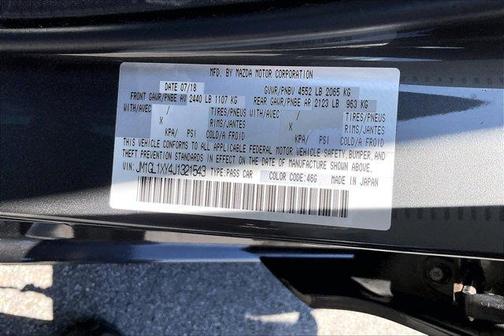 MFD. BY MAZDA MOTOR CORPORATION
DATE 07/18 GVWR/PNBV 4552 LB 2065 KG
FRONT GAWR/PNBE AV 2440 LB 1107 KG REAR GAWR/PNBE AR 2123 LB 963 KG
WITH/AVEC / TIRES/PNEUS WITH/AVEC / TIRES/PNEUS
X RIMS/JANTES X RIMS/JANTES
KPA/ PSI COLD/A FROID KPA/ PSI COLD/A FROID
THIS VEHICLE CONFORMS TO ALL APPLICABLE FEDERAL MOTOR VEHICLE SAFETY, BUMPER, AND
THEFT PREVENTION STANDARDS IN EFFECT ON THE DATE OF MANUFACTURE SHOWN ABOVE.
VIN: JM1GL1XY4J1321643 TYPE: PASS CAR COLOR CODE: 46G MADE IN JAPAN